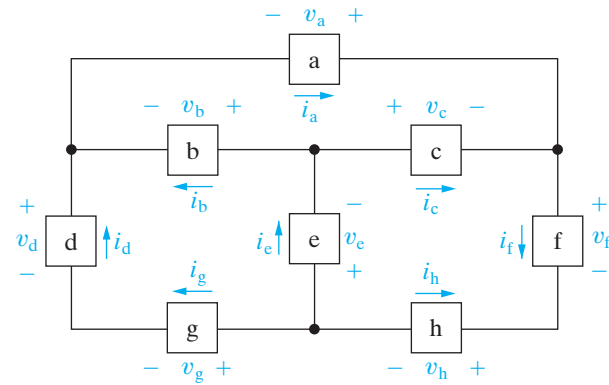 − v_a +
a
i_a
− v_b + + v_c −
b c
i_b i_c
+ − +
v_d d i_d i_e e v_e i_f f v_f
− + −
i_g i_h
g h
− v_g + − v_h +